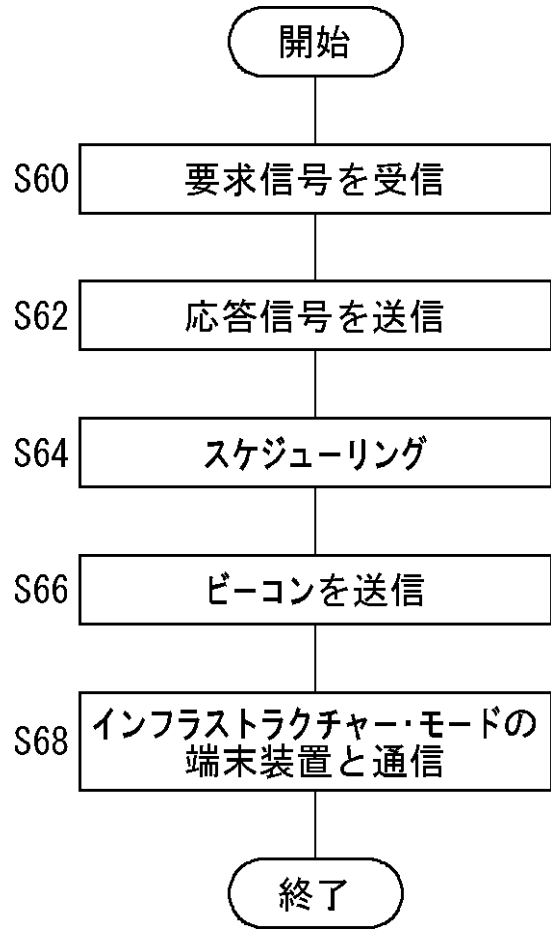 開始
S60 要求信号を受信
S62 応答信号を送信
S64 スケジューリング
S66 ビーコンを送信
S68 インフラストラクチャー・モードの
端末装置と通信
終了